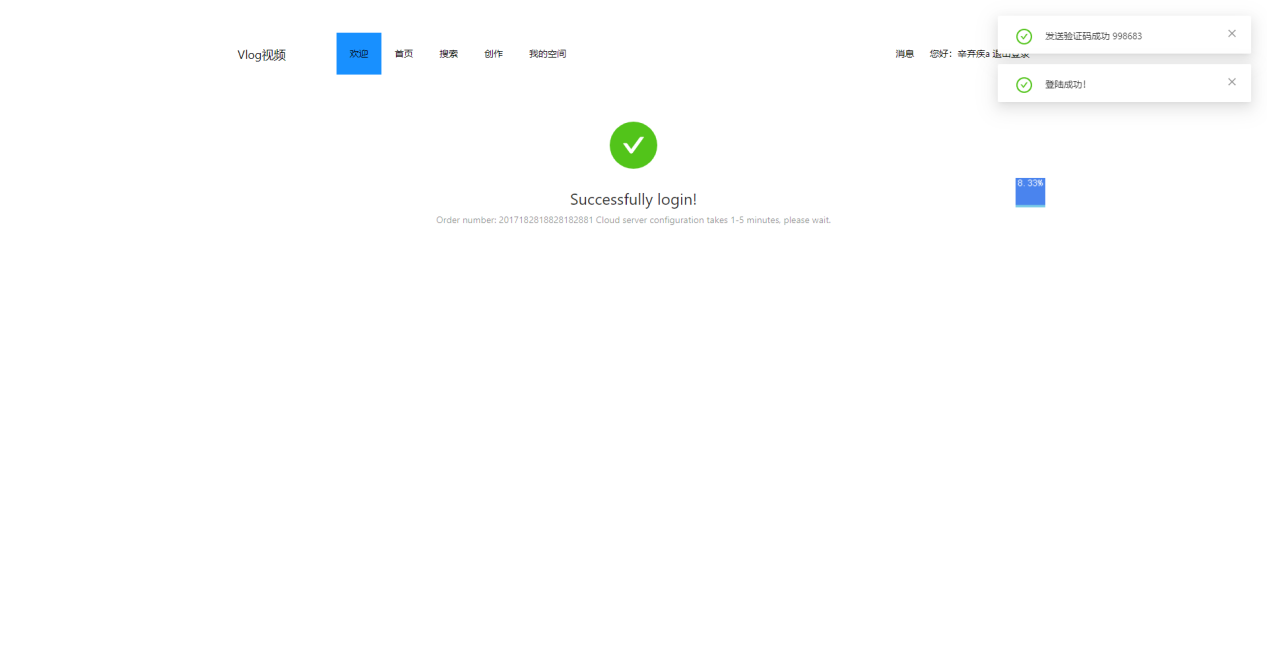 Vlog视频
欢迎
首页
搜索
创作
我的空间
消息
您好：辛弃疾a 退出登录
发送验证码成功 998683
登陆成功！
Successfully login!
Order number: 2017182818828182881 Cloud server configuration takes 1-5 minutes, please wait.
8.33%